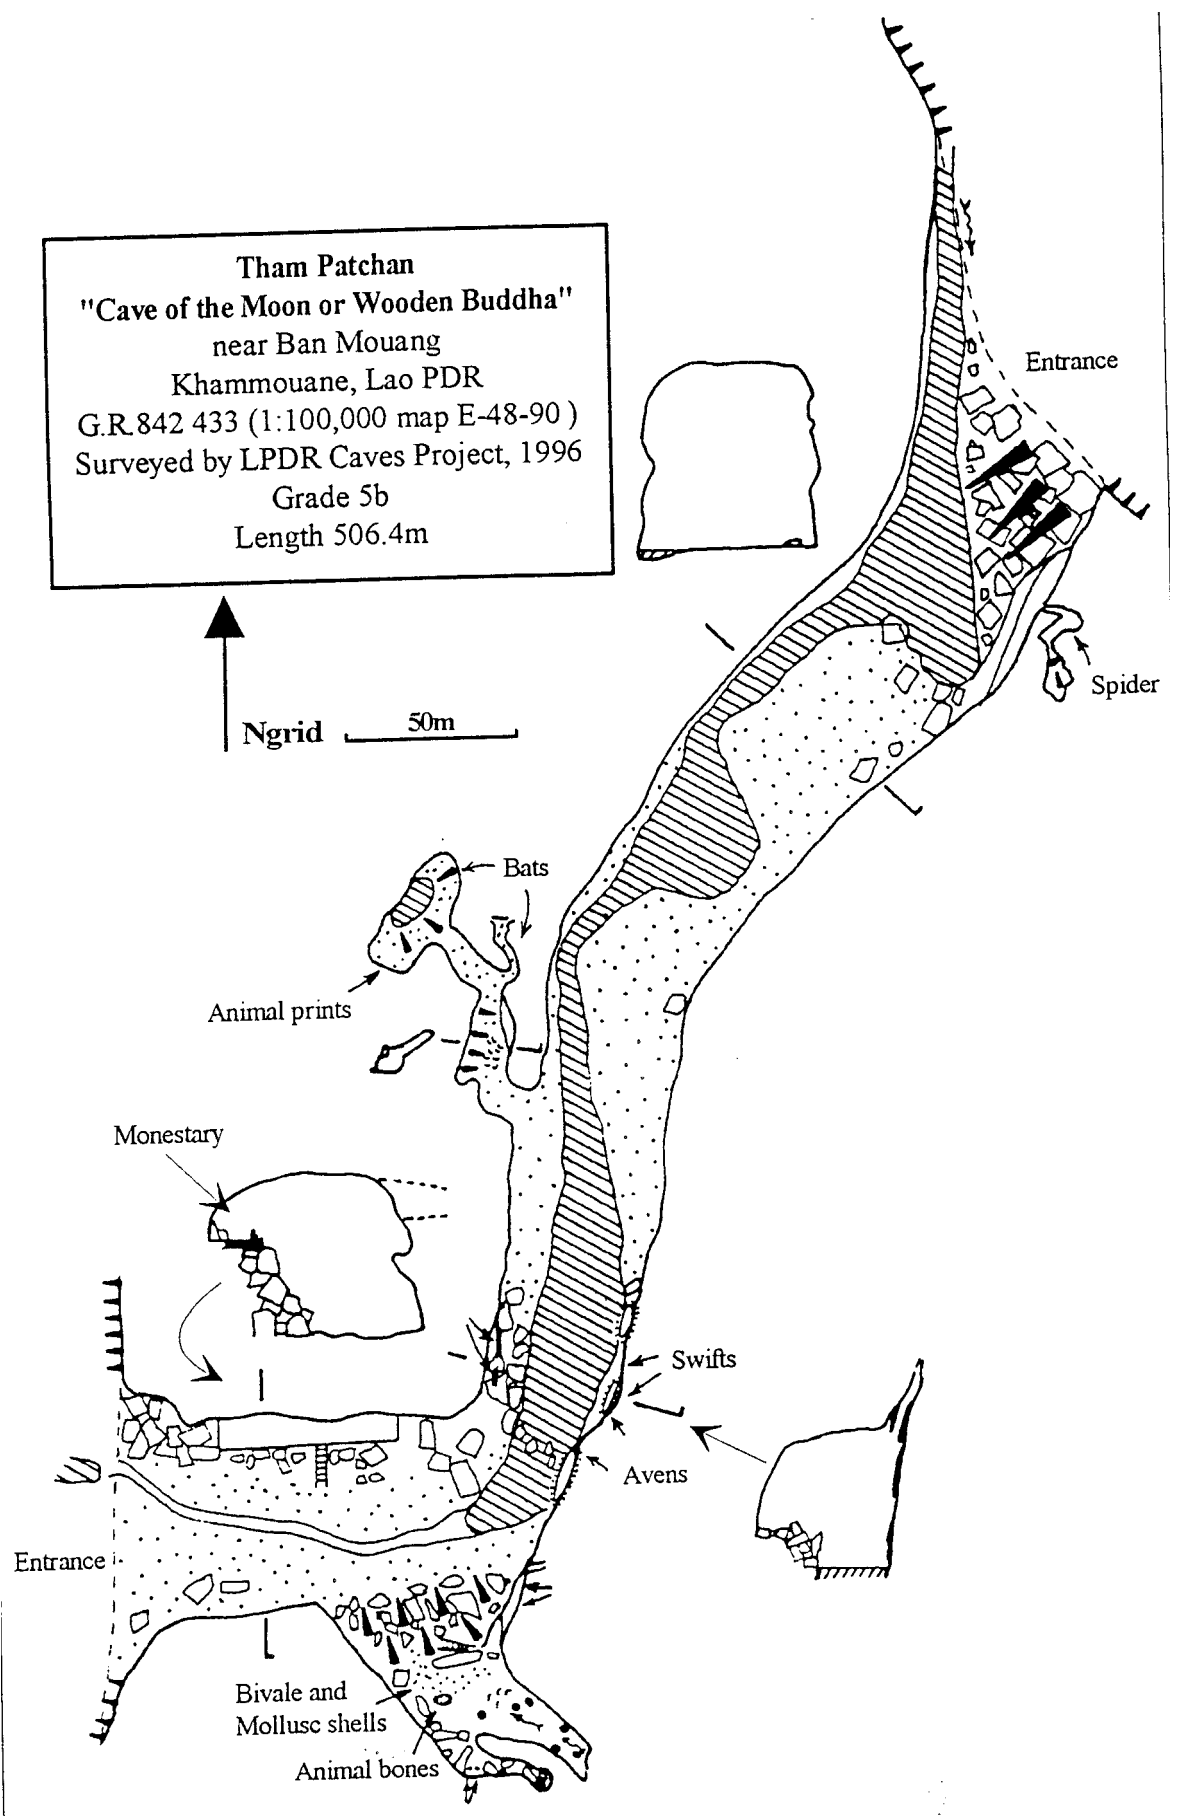 Tham Patchan
"Cave of the Moon or Wooden Buddha"
near Ban Mouang
Khammouane, Lao PDR
G.R.842 433 (1:100,000 map E-48-90 )
Surveyed by LPDR Caves Project, 1996
Grade 5b
Length 506.4m
Entrance
Spider
Ngrid
50m
Bats
Animal prints
Monestary
Swifts
Avens
Entrance
Bivale and
Mollusc shells
Animal bones